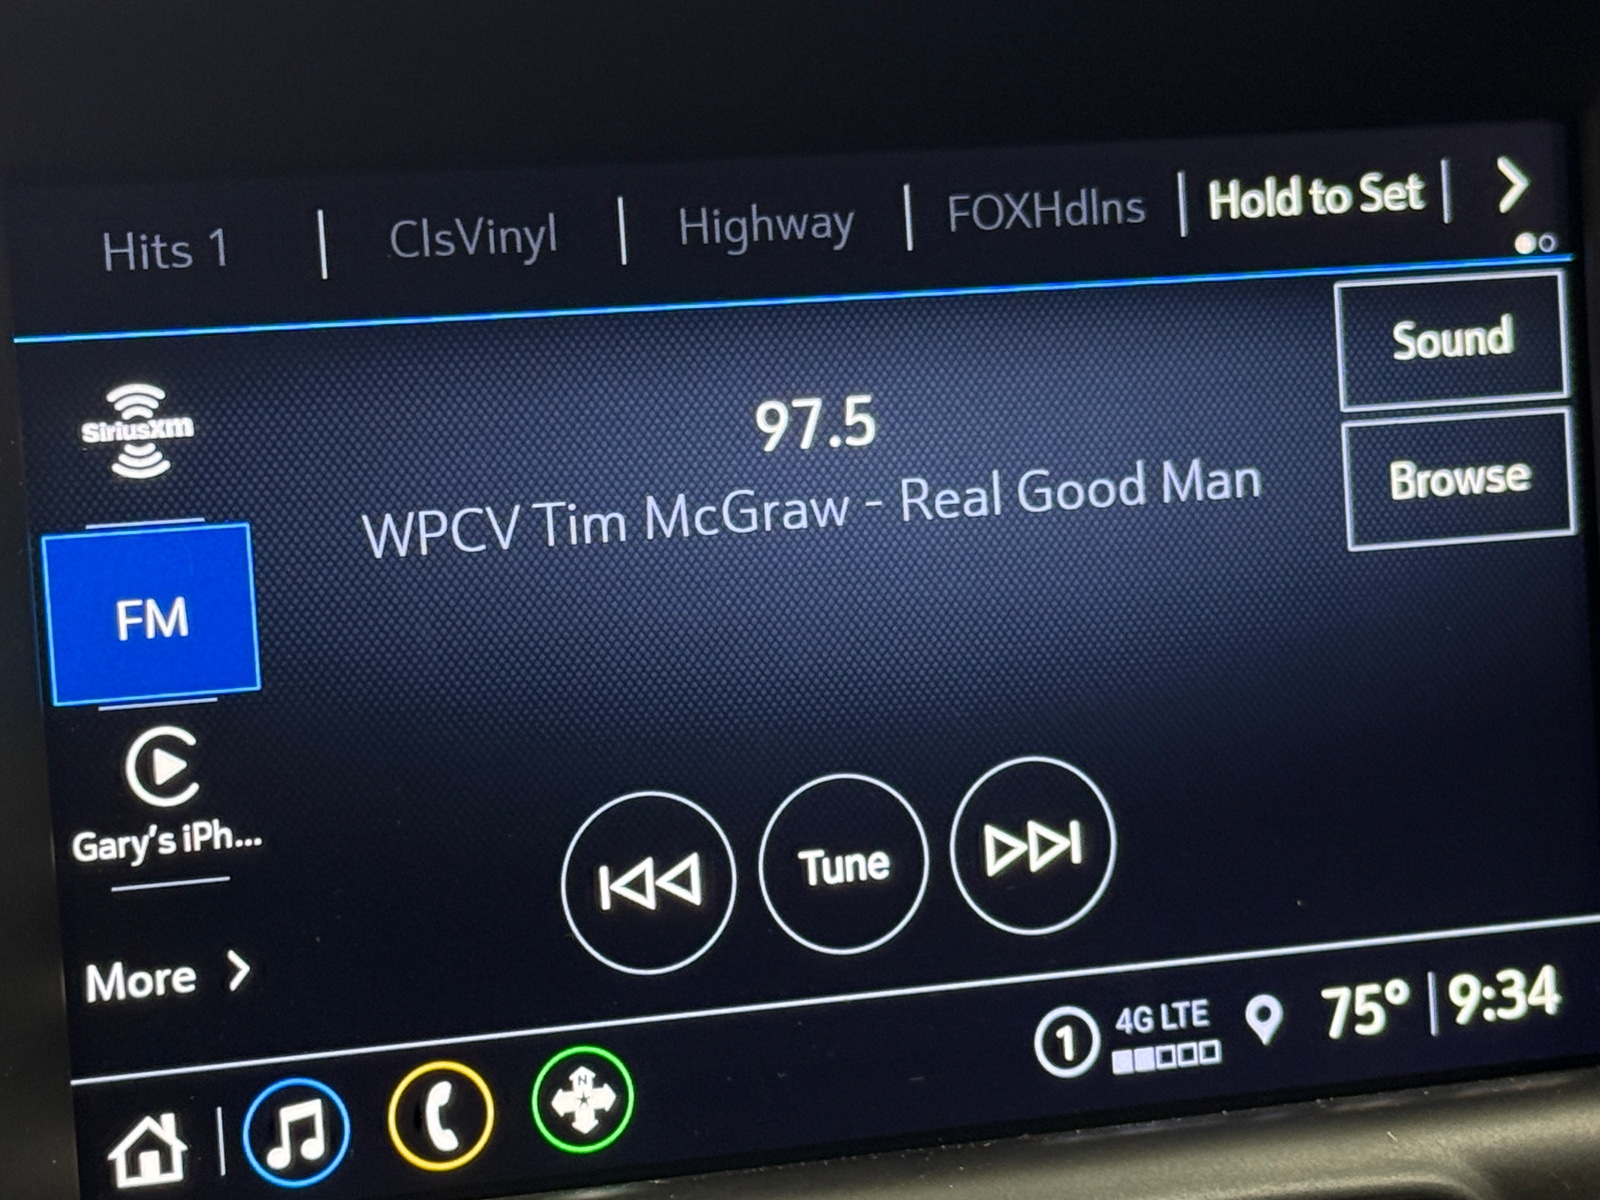 Hits 1 | ClsVinyl | Highway | FOXHdlns | Hold to Set |
Sound
SiriusXM
97.5
WPCV Tim McGraw - Real Good Man
Browse
FM
Gary's iPh...
Tune
More
1 4G LTE 75° | 9:34
N